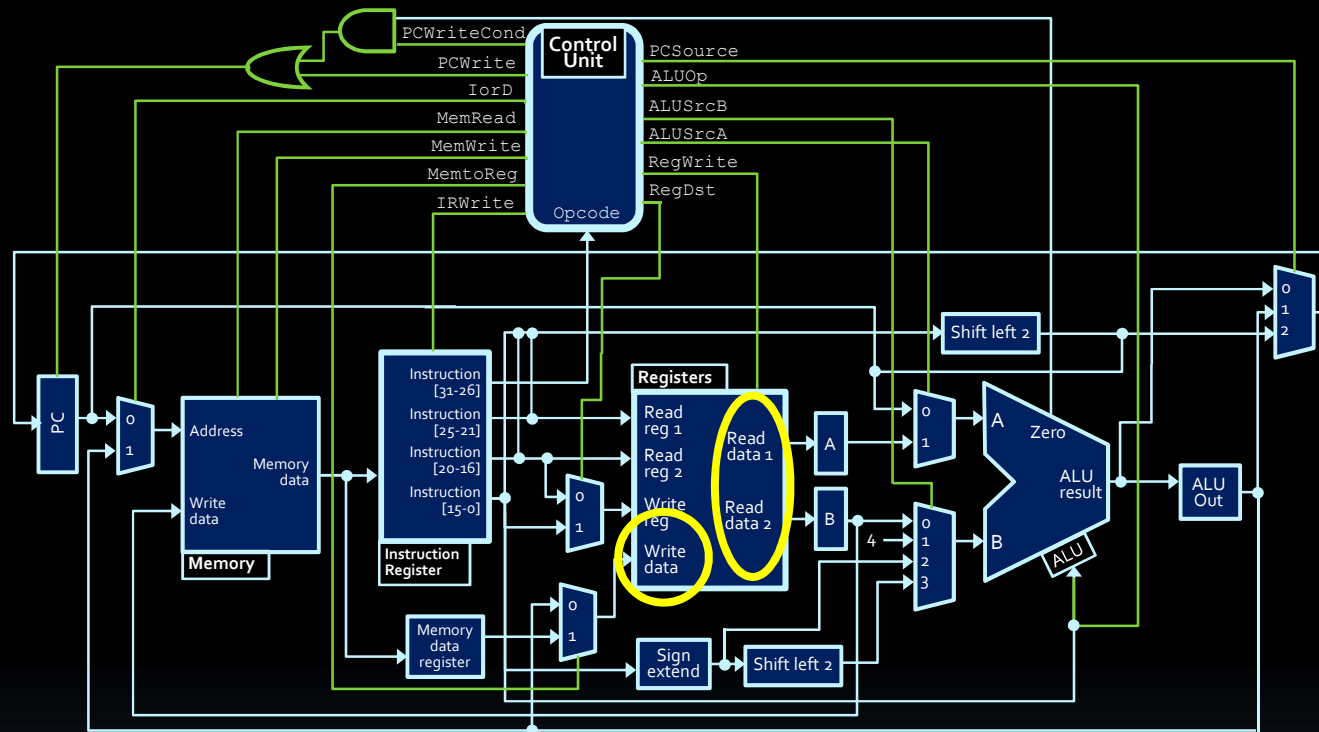 PCWriteCond
PCWrite
IorD
MemRead
MemWrite
MemtoReg
IRWrite
Control
Unit
Opcode
PCSource
ALUOp
ALUSrcB
ALUSrcA
RegWrite
RegDst
PC
0
1
Address
Memory
data
Write
data
Memory
Instruction
[31-26]
Instruction
[25-21]
Instruction
[20-16]
Instruction
[15-0]
Instruction
Register
Memory
data
register
0
1
0
1
Registers
Read
reg 1
Read
reg 2
Write
reg
Write
data
Read
data 1
Read
data 2
A
B
4
Sign
extend
Shift left 2
Shift left 2
0
1
0
1
2
3
A
B
Zero
ALU
result
ALU
ALU
Out
0
1
2